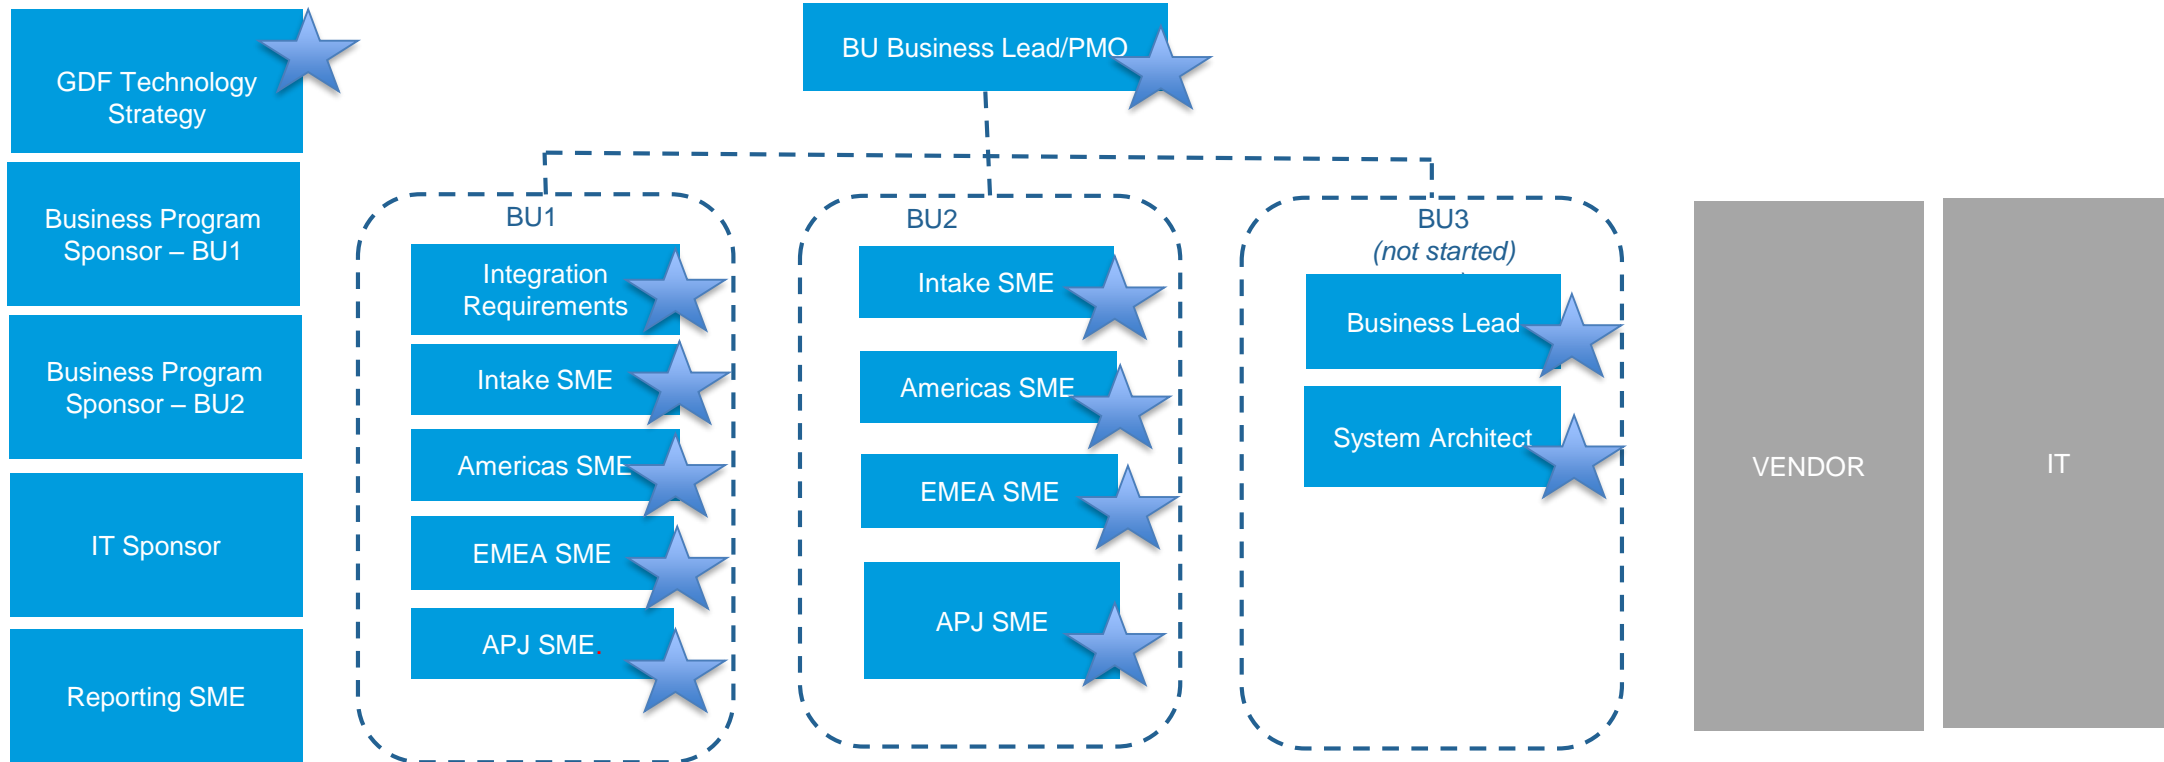 GDF Technology
Strategy
Business Program
Sponsor – BU1
Business Program
Sponsor – BU2
IT Sponsor
Reporting SME
BU Business Lead/PMO
BU1
Integration
Requirements
Intake SME
Americas SME
EMEA SME
APJ SME.
BU2
Intake SME
Americas SME
EMEA SME
APJ SME
BU3
(not started)
Business Lead
System Architect
VENDOR
IT